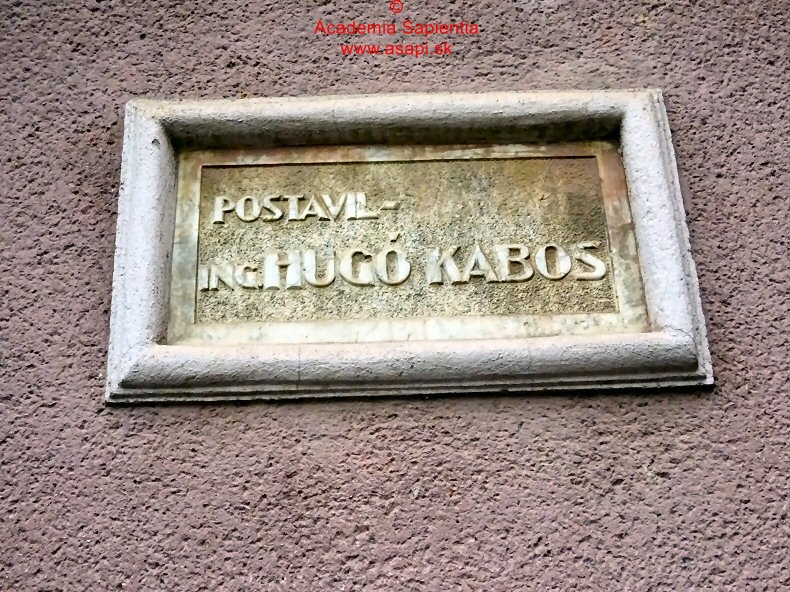 ©
Academia Sapientia
www.asapi.sk
POSTAVIL-
ING. HUGÓ KABOS